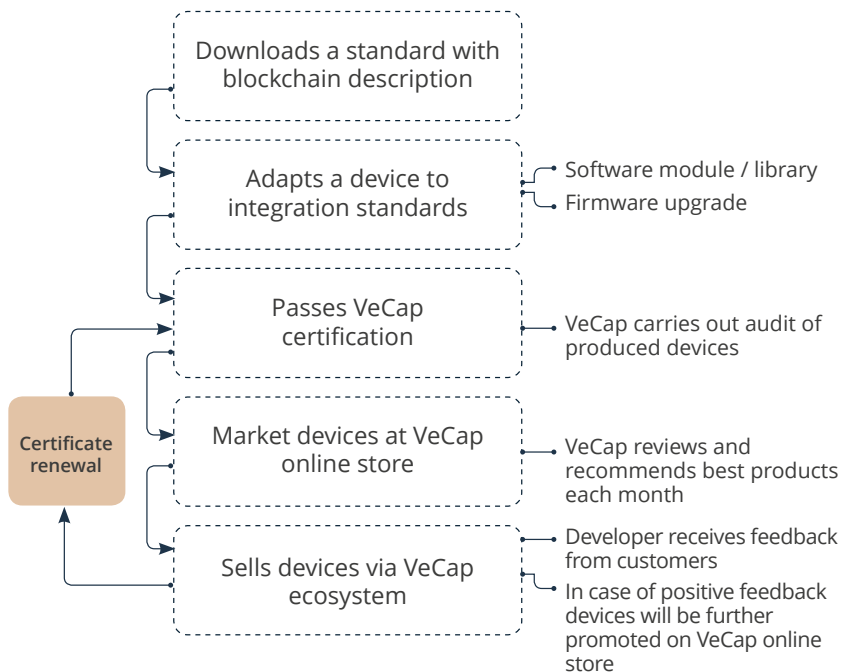 Downloads a standard with
blockchain description
Adapts a device to
integration standards
Software module / library
Firmware upgrade
Passes VeCap
certification
VeCap carries out audit of
produced devices
Certificate
renewal
Market devices at VeCap
online store
VeCap reviews and
recommends best products
each month
Sells devices via VeCap
ecosystem
Developer receives feedback
from customers
In case of positive feedback
devices will be further
promoted on VeCap online
store